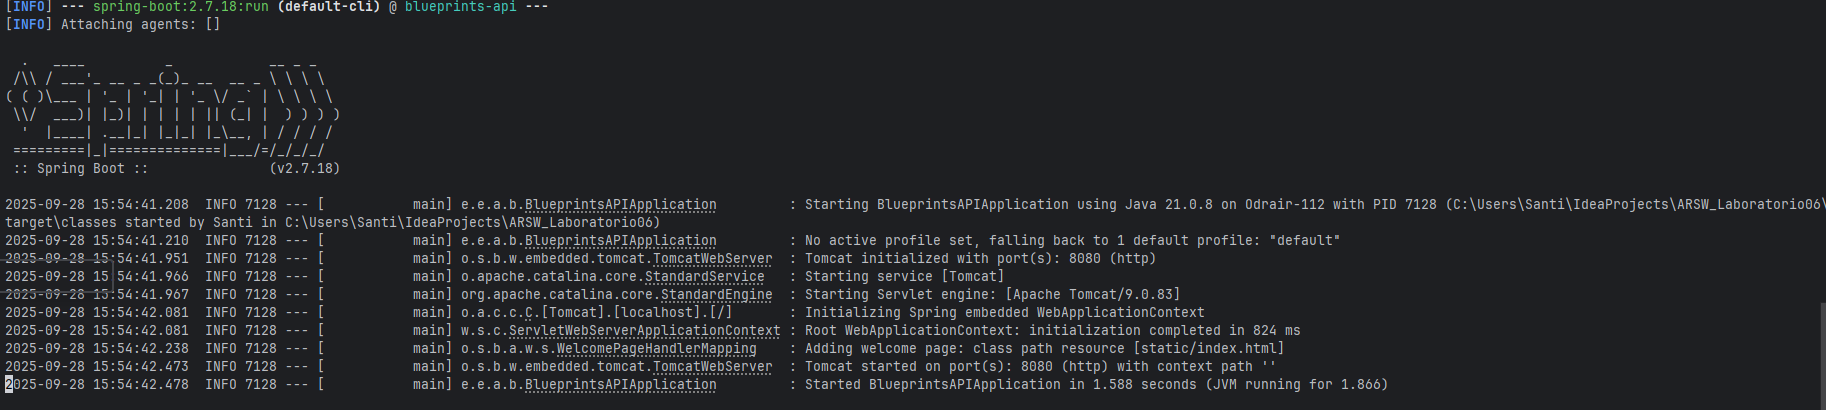 [INFO] --- spring-boot:2.7.18:run (default-cli) @ blueprints-api ---
[INFO] Attaching agents: []
  .   ____          _            __ _ _
 /\\ / ___'_ __ _ _(_)_ __  __ _ \ \ \ \
( ( )\___ | '_ | '_| | '_ \/ _` | \ \ \ \
 \\/  ___)| |_)| | | | | || (_| |  ) ) ) )
  '  |____| .__|_| |_|_| |_\__, | / / / /
 =========|_|==============|___/=/_/_/_/
 :: Spring Boot ::               (v2.7.18)
2025-09-28 15:54:41.208  INFO 7128 --- [           main] e.e.a.b.BlueprintsAPIApplication         : Starting BlueprintsAPIApplication using Java 21.0.8 on Odrair-112 with PID 7128 (C:\Users\Santi\IdeaProjects\ARSW_Laboratorio06\
target\classes started by Santi in C:\Users\Santi\IdeaProjects\ARSW_Laboratorio06)
2025-09-28 15:54:41.210  INFO 7128 --- [           main] e.e.a.b.BlueprintsAPIApplication         : No active profile set, falling back to 1 default profile: "default"
2025-09-28 15:54:41.951  INFO 7128 --- [           main] o.s.b.w.embedded.tomcat.TomcatWebServer  : Tomcat initialized with port(s): 8080 (http)
2025-09-28 15:54:41.966  INFO 7128 --- [           main] o.apache.catalina.core.StandardService   : Starting service [Tomcat]
2025-09-28 15:54:41.967  INFO 7128 --- [           main] org.apache.catalina.core.StandardEngine  : Starting Servlet engine: [Apache Tomcat/9.0.83]
2025-09-28 15:54:42.081  INFO 7128 --- [           main] o.a.c.c.C.[Tomcat].[localhost].[/]       : Initializing Spring embedded WebApplicationContext
2025-09-28 15:54:42.081  INFO 7128 --- [           main] w.s.c.ServletWebServerApplicationContext : Root WebApplicationContext: initialization completed in 824 ms
2025-09-28 15:54:42.238  INFO 7128 --- [           main] o.s.b.a.w.s.WelcomePageHandlerMapping    : Adding welcome page: class path resource [static/index.html]
2025-09-28 15:54:42.473  INFO 7128 --- [           main] o.s.b.w.embedded.tomcat.TomcatWebServer  : Tomcat started on port(s): 8080 (http) with context path ''
2025-09-28 15:54:42.478  INFO 7128 --- [           main] e.e.a.b.BlueprintsAPIApplication         : Started BlueprintsAPIApplication in 1.588 seconds (JVM running for 1.866)